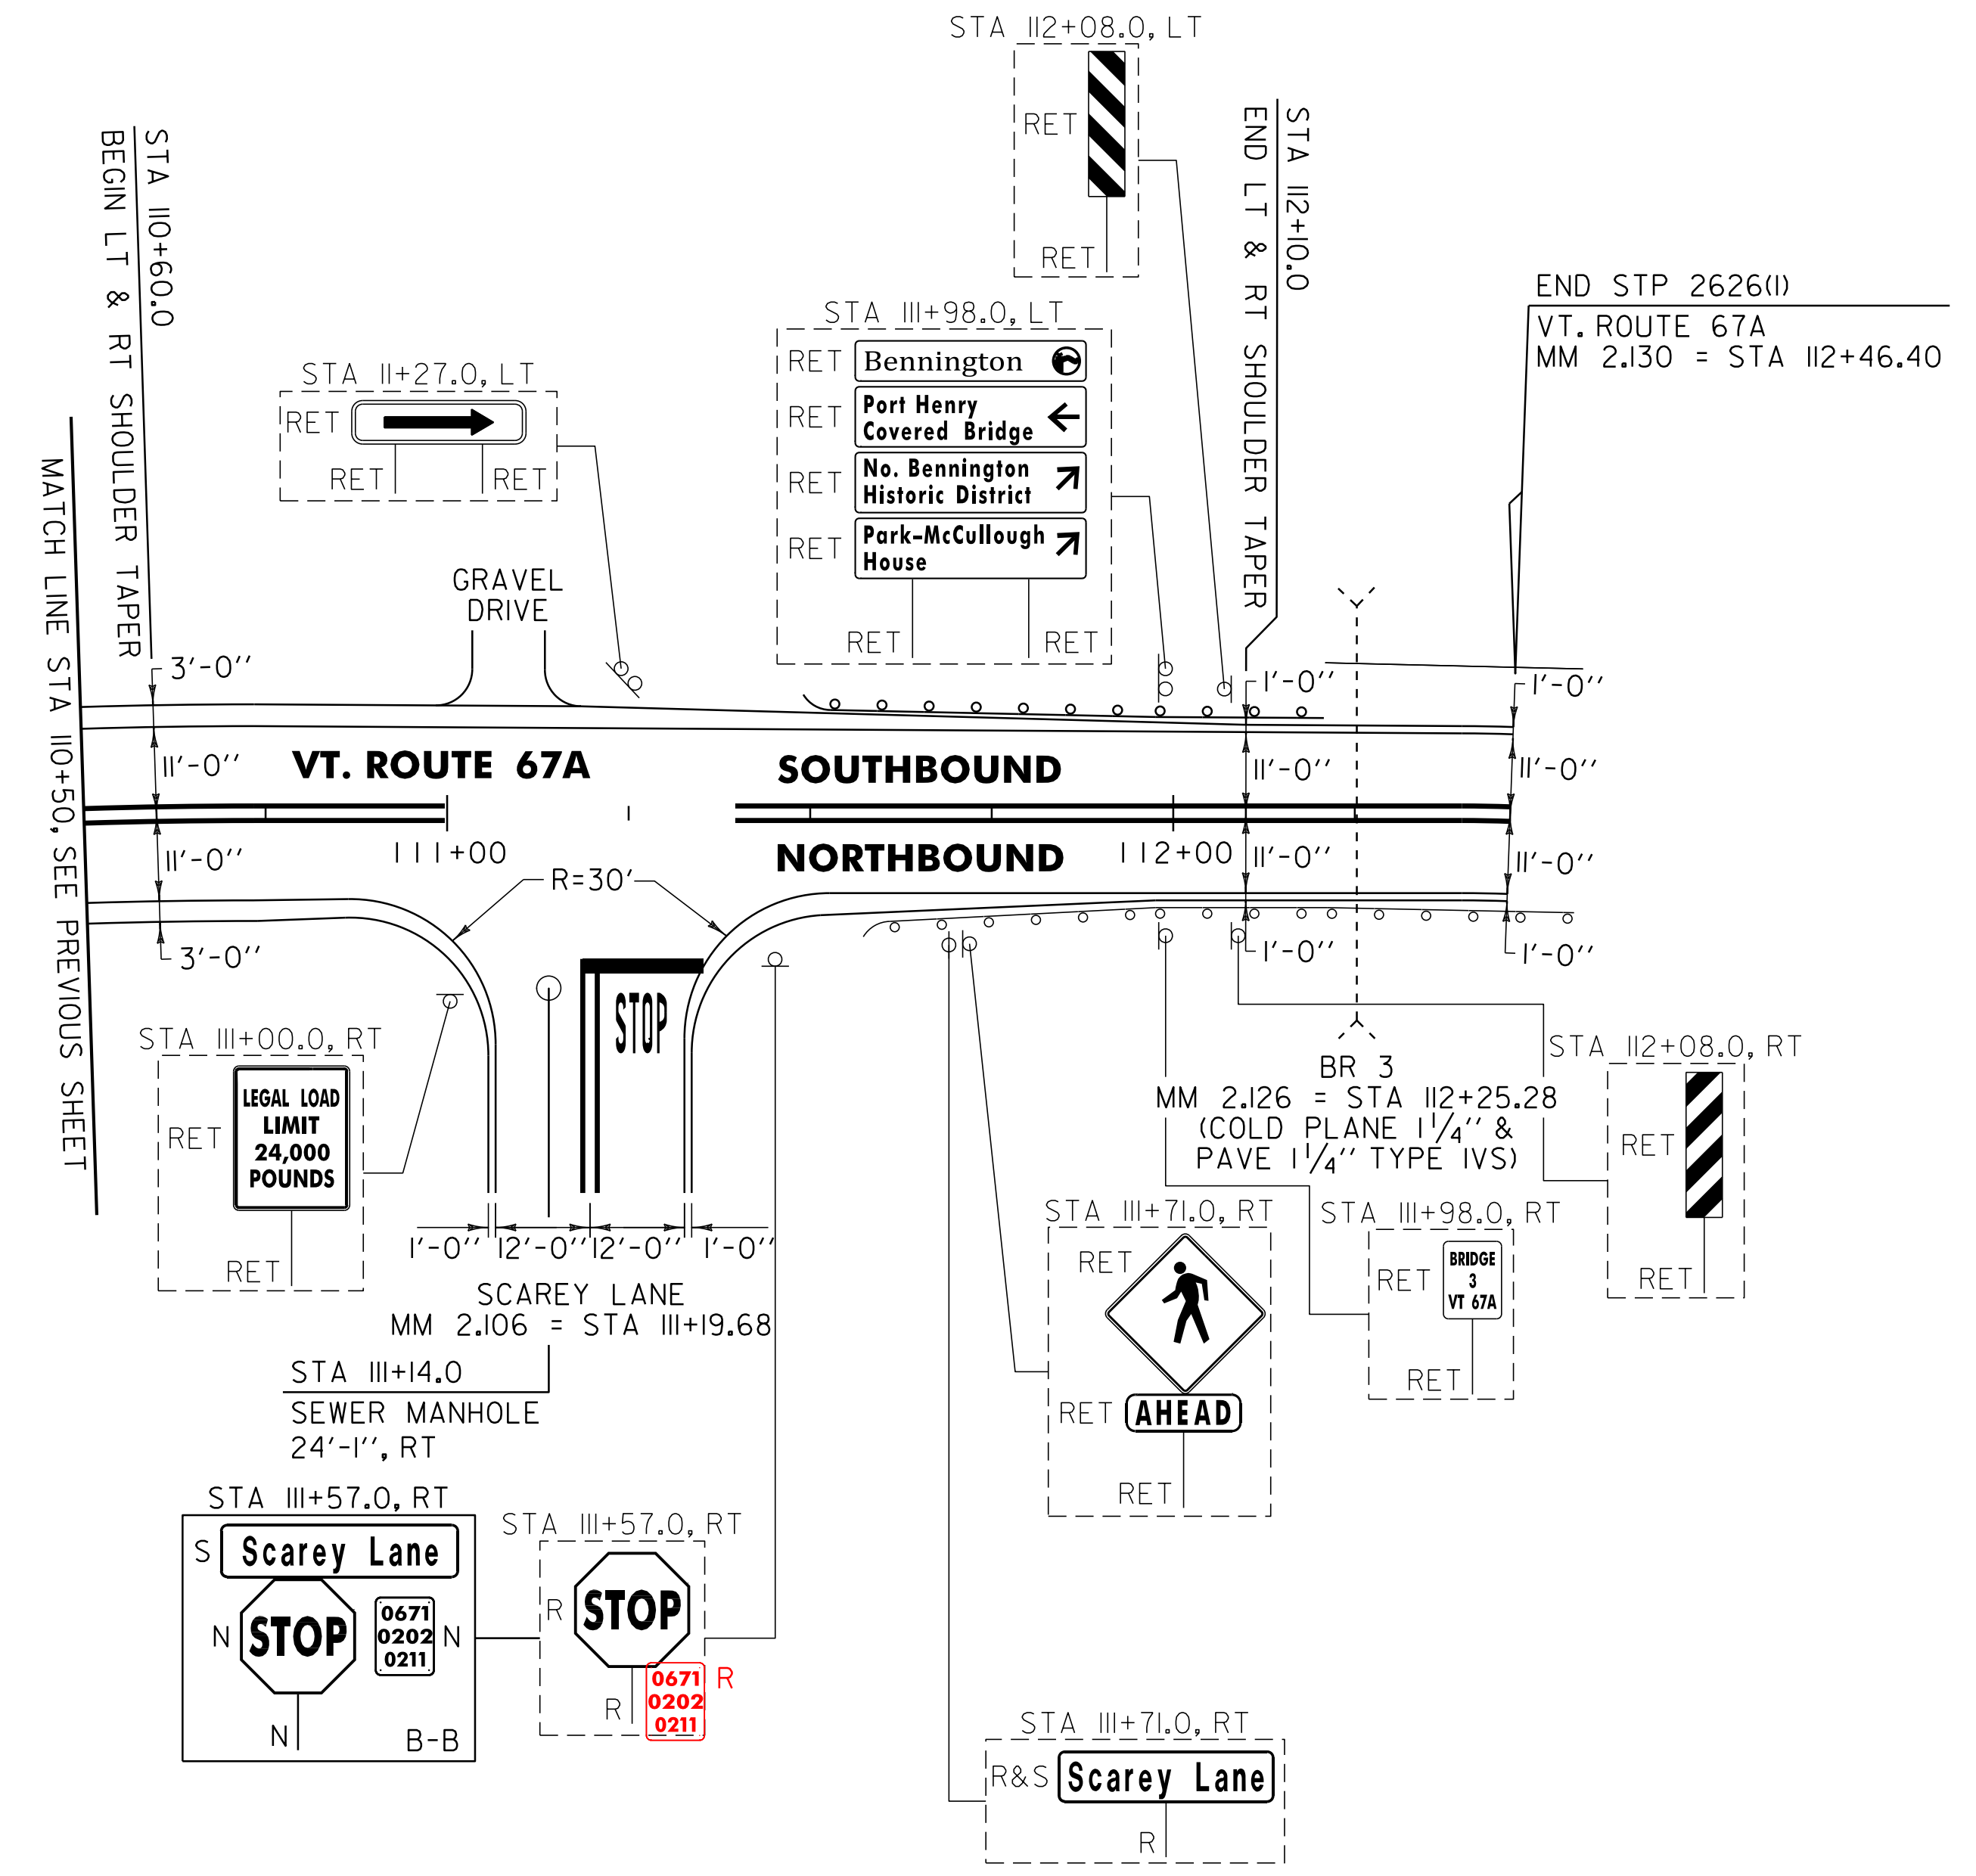 STA 112+08.0, LT
RET
RET
STA 110+60.0
BEGIN LT & RT SHOULDER TAPER
STA 112+10.0
END LT & RT SHOULDER TAPER
END STP 2626(1)
VT. ROUTE 67A
MM 2.130 = STA 112+46.40
STA 111+98.0, LT
RET
Bennington
RET
Port Henry
Covered Bridge
RET
No. Bennington
Historic District
RET
Park-McCullough
House
RET RET
STA 11+27.0, LT
RET
RET RET
MATCH LINE STA 110+50, SEE PREVIOUS SHEET
GRAVEL
DRIVE
3'-0''
1'-0''
1'-0''
11'-0''
VT. ROUTE 67A
SOUTHBOUND
11'-0''
11'-0''
11'-0''
111+00
NORTHBOUND
112+00
11'-0''
11'-0''
R=30'
3'-0''
1'-0''
1'-0''
STOP
STA 111+00.0, RT
RET
LEGAL LOAD
LIMIT
24,000
POUNDS
RET
BR 3
MM 2.126 = STA 112+25.28
(COLD PLANE 1 1/4'' &
PAVE 1 1/4'' TYPE IVS)
STA 112+08.0, RT
RET
RET
1'-0'' 12'-0'' 12'-0'' 1'-0''
SCAREY LANE
MM 2.106 = STA 111+19.68
STA 111+14.0
SEWER MANHOLE
24'-1'', RT
STA 111+71.0, RT
RET
RET
AHEAD
RET
STA 111+98.0, RT
RET
BRIDGE
3
VT 67A
RET
STA 111+57.0, RT
S
Scarey Lane
N
STOP
0671
0202
0211
N
N
B-B
STA 111+57.0, RT
R
STOP
R
0671
0202
0211
R
STA 111+71.0, RT
R&S
Scarey Lane
R